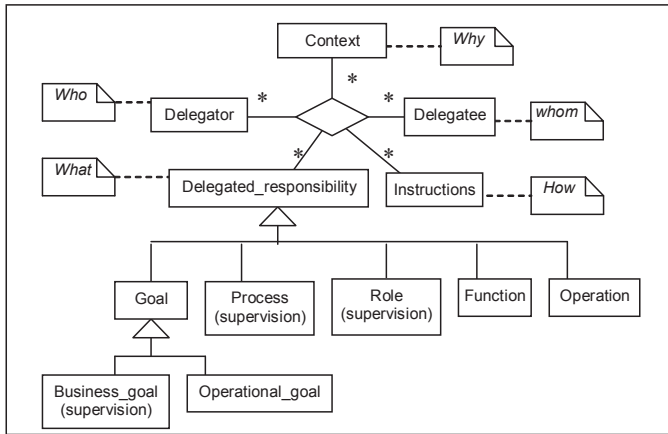 Context
Why
*
Who
Delegator
*
*
Delegatee
whom
What
*
*
Delegated_responsibility
Instructions
How
Goal
Process
(supervision)
Role
(supervision)
Function
Operation
Business_goal
(supervision)
Operational_goal